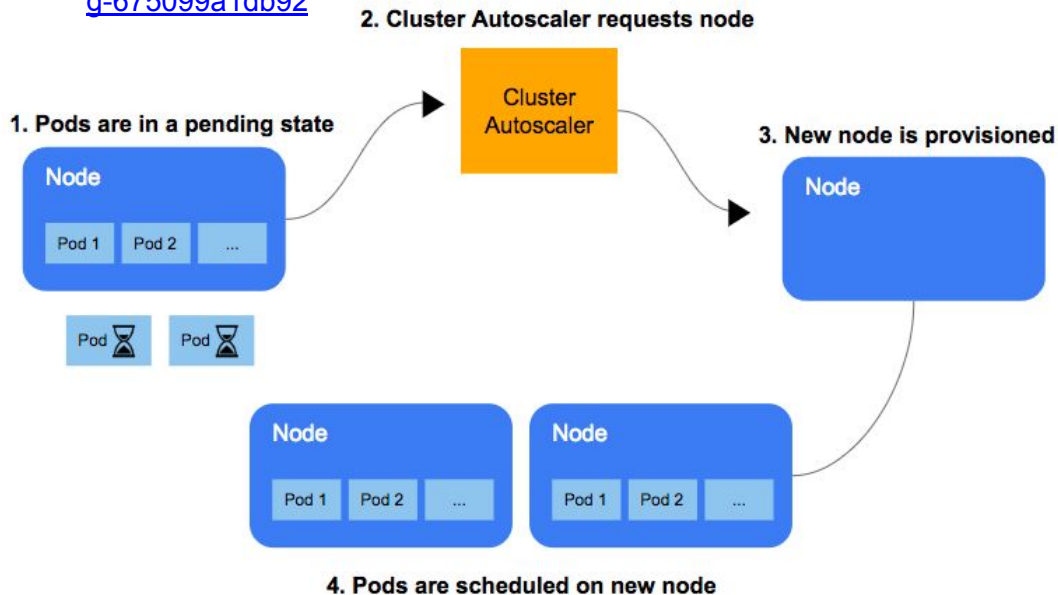 g-675099a1db92
2. Cluster Autoscaler requests node
Cluster
Autoscaler
1. Pods are in a pending state
Node
Pod 1 Pod 2 ...
Pod Pod
3. New node is provisioned
Node
Node
Pod 1 Pod 2 ...
Node
Pod 1 Pod 2 ...
4. Pods are scheduled on new node